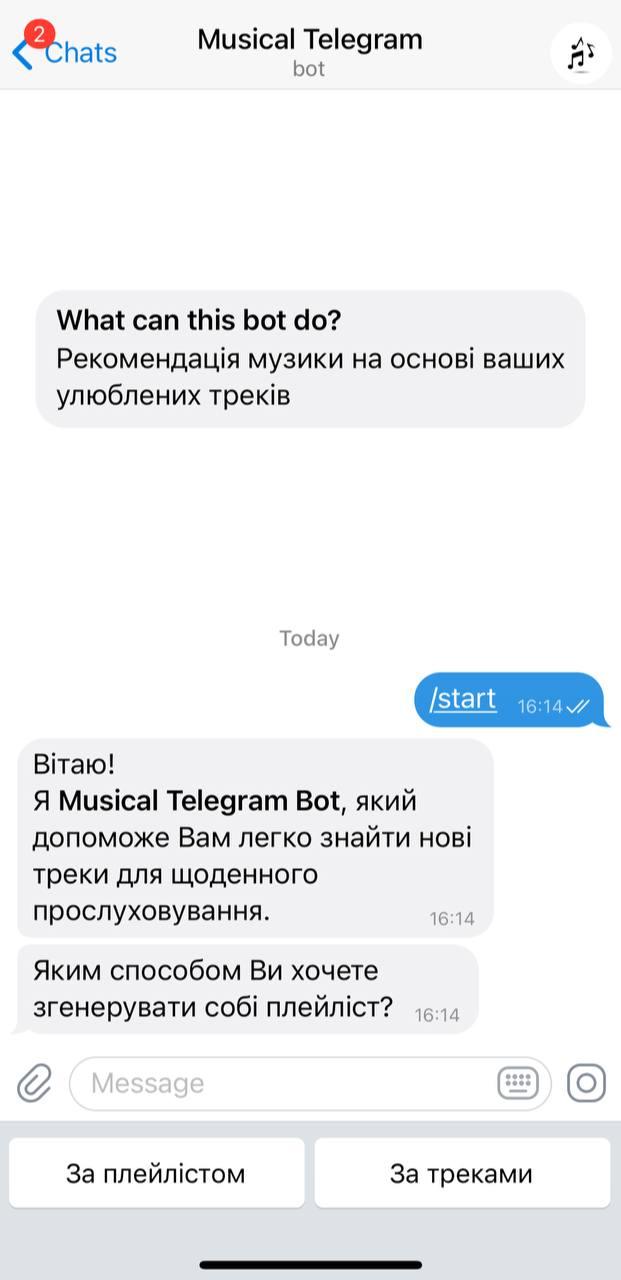 2
Chats
Musical Telegram
bot
What can this bot do?
Рекомендація музики на основі ваших
улюблених треків
Today
/start 16:14
Вітаю!
Я Musical Telegram Bot, який
допоможе Вам легко знайти нові
треки для щоденного
прослуховування. 16:14
Яким способом Ви хочете
згенерувати собі плейліст? 16:14
Message
За плейлістом
За треками